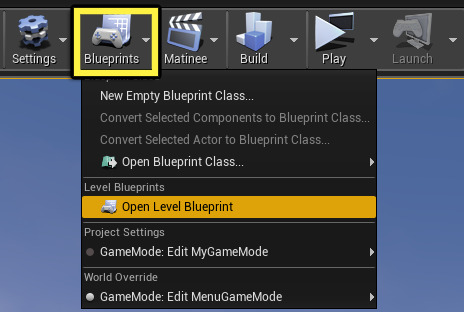 Settings
Blueprints
Matinee
Build
Play
Launch
New Empty Blueprint Class...
Convert Selected Components to Blueprint Class...
Convert Selected Actor to Blueprint Class...
Open Blueprint Class...
Level Blueprints
Open Level Blueprint
Project Settings
GameMode: Edit MyGameMode
World Override
GameMode: Edit MenuGameMode